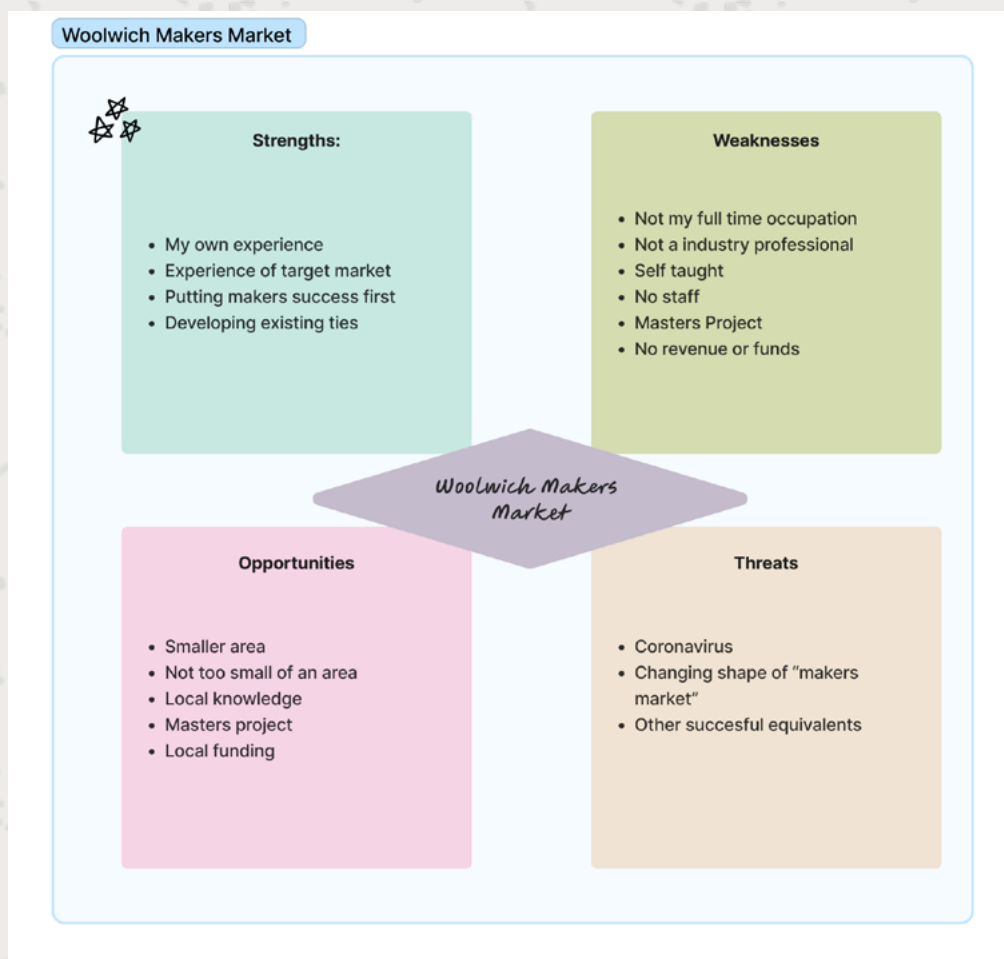 Woolwich Makers Market
Strengths:
• My own experience
• Experience of target market
• Putting makers success first
• Developing existing ties
Weaknesses
• Not my full time occupation
• Not a industry professional
• Self taught
• No staff
• Masters Project
• No revenue or funds
Woolwich Makers
Market
Opportunities
• Smaller area
• Not too small of an area
• Local knowledge
• Masters project
• Local funding
Threats
• Coronavirus
• Changing shape of “makers
market”
• Other succesful equivalents